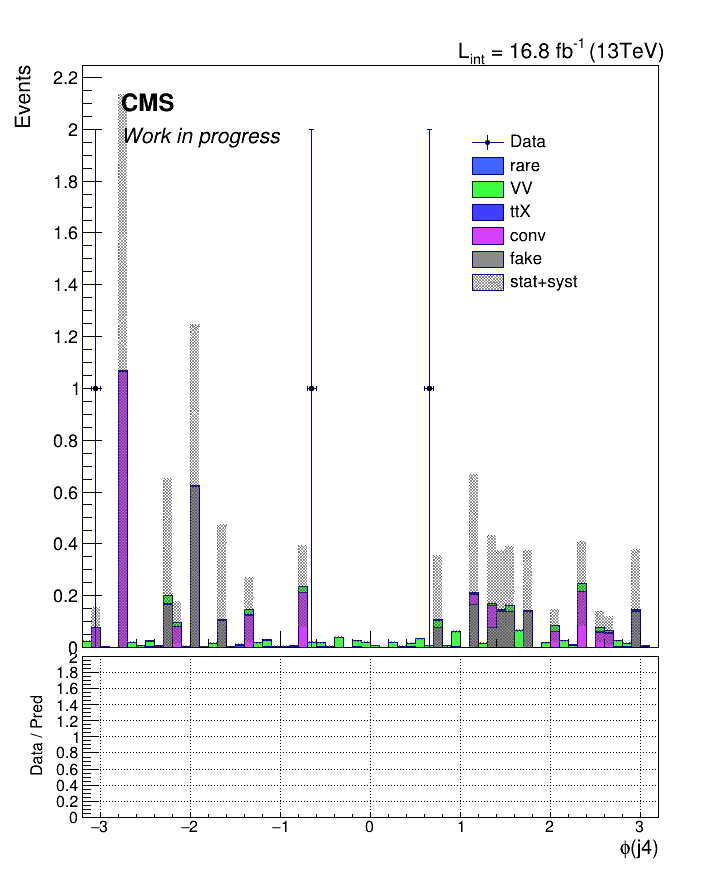 L_int = 16.8 fb^-1 (13TeV)
Events
CMS
Work in progress
2.2
2
1.8
1.6
1.4
1.2
1
0.8
0.6
0.4
0.2
0
Data
rare
VV
ttX
conv
fake
stat+syst
Data / Pred
2
1.8
1.6
1.4
1.2
1
0.8
0.6
0.4
0.2
0
−3 −2 −1 0 1 2 3
ϕ(j4)